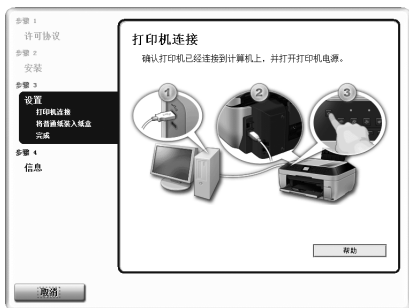 步骤 1
许可协议
步骤 2
安装
步骤 3
设置
打印机连接
将普通纸装入纸盒
完成
步骤 4
信息
打印机连接
确认打印机已经连接到计算机上，并打开打印机电源。
1
2
3
帮助
取消